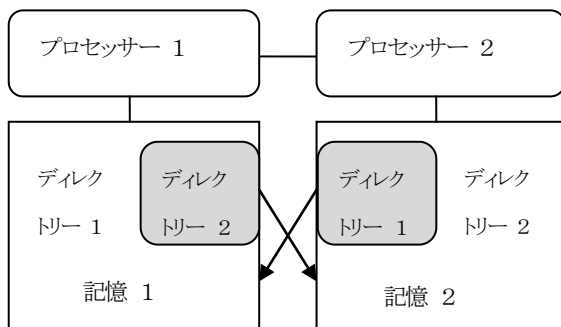 プロセッサー 1
プロセッサー 2
ディレク
トリー 1
ディレク
トリー 2
記憶 1
ディレク
トリー 1
ディレク
トリー 2
記憶 2